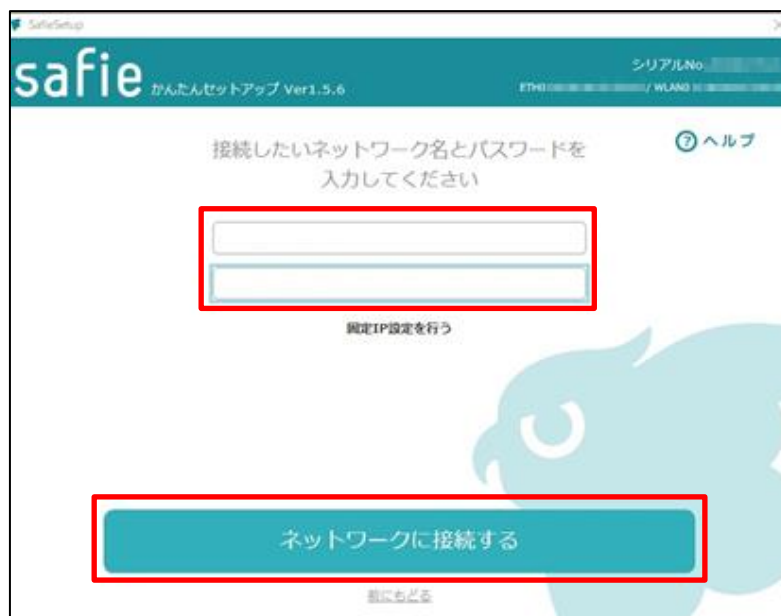 SafieSetup
safie かんたんセットアップ Ver1.5.6
シリアルNo.
ETH0 / WLAN0
ヘルプ
接続したいネットワーク名とパスワードを
入力してください
固定IP設定を行う
ネットワークに接続する
前にもどる